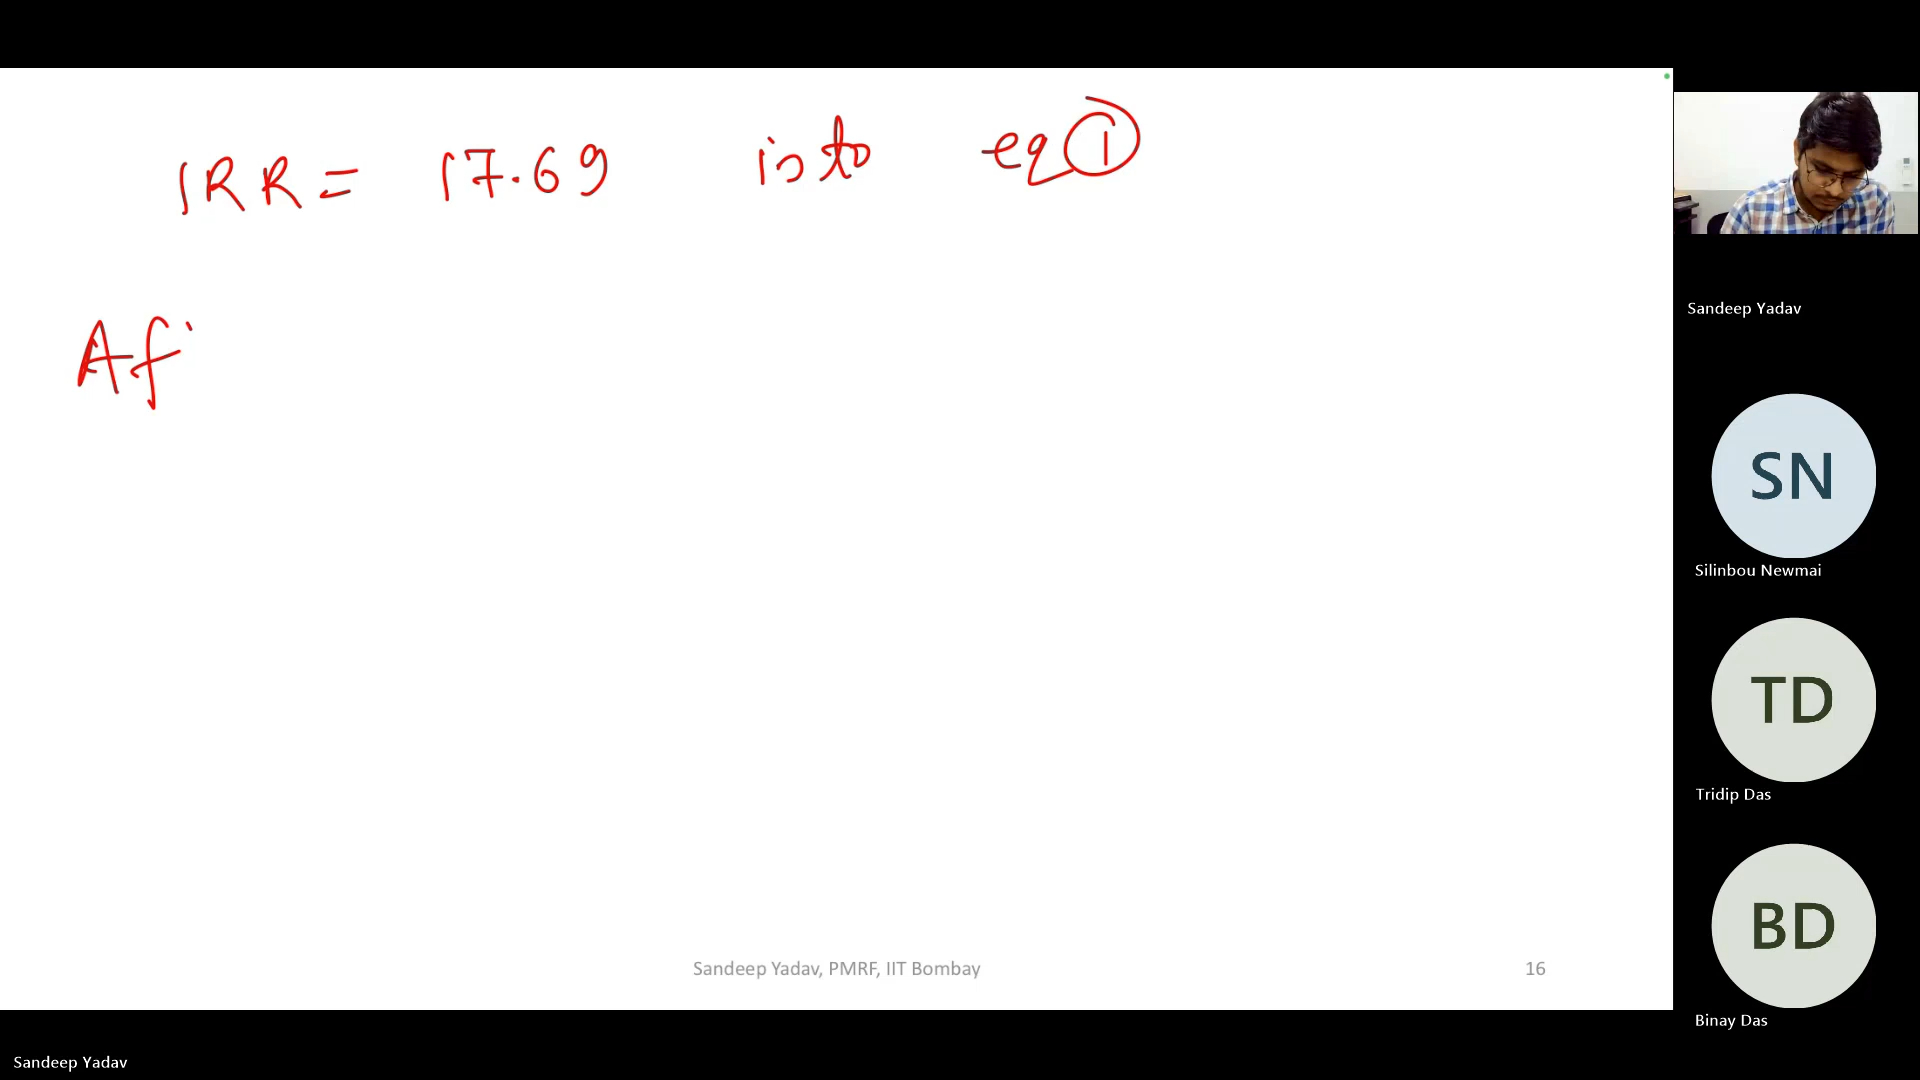 IRR = 17.69 into eq 1
Af
Sandeep Yadav, PMRF, IIT Bombay
16
Sandeep Yadav
SN
Silinbou Newmai
TD
Tridip Das
BD
Binay Das
Sandeep Yadav